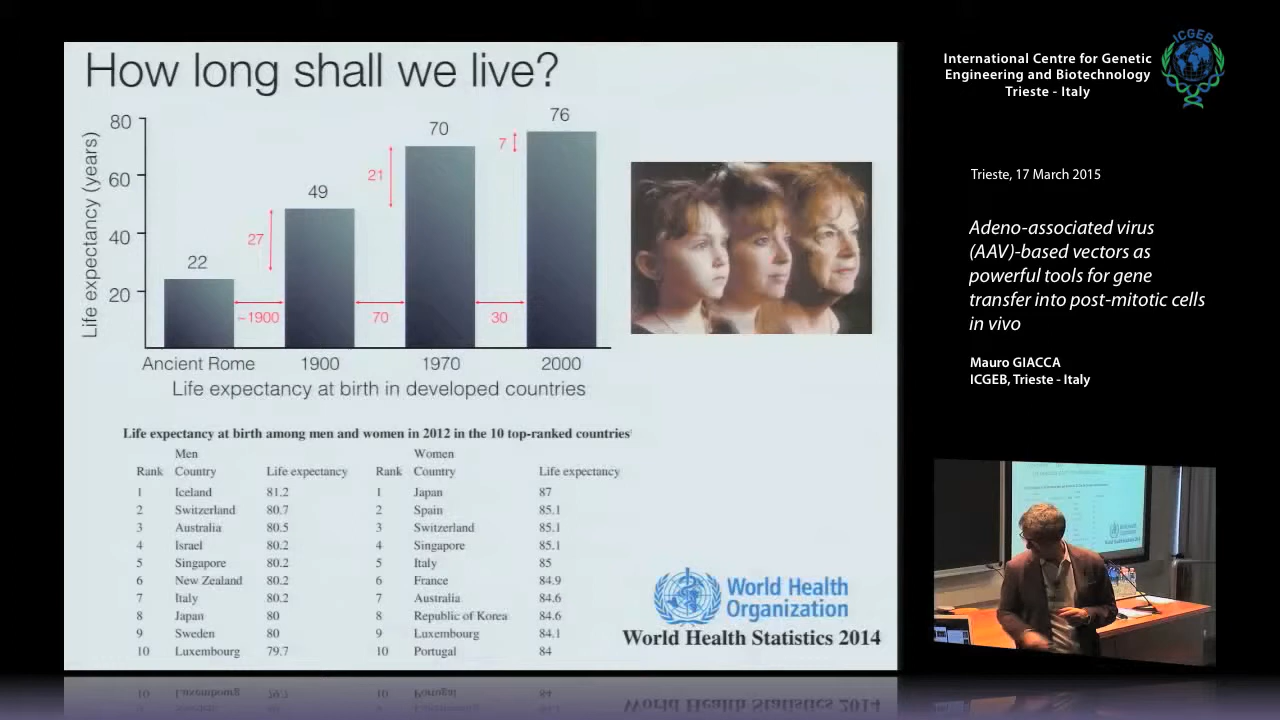 How long shall we live?
Life expectancy (years)
80
60
40
20
22
49
70
76
27
21
7
~1900
70
30
Ancient Rome 1900 1970 2000
Life expectancy at birth in developed countries
Life expectancy at birth among men and women in 2012 in the 10 top-ranked countries
Men Women
Rank Country Life expectancy Rank Country Life expectancy
1 Iceland 81.2 1 Japan 87
2 Switzerland 80.7 2 Spain 85.1
3 Australia 80.5 3 Switzerland 85.1
4 Israel 80.2 4 Singapore 85.1
5 Singapore 80.2 5 Italy 85
6 New Zealand 80.2 6 France 84.9
7 Italy 80.2 7 Australia 84.6
8 Japan 80 8 Republic of Korea 84.6
9 Sweden 80 9 Luxembourg 84.1
10 Luxembourg 79.7 10 Portugal 84
World Health
Organization
World Health Statistics 2014
International Centre for Genetic
Engineering and Biotechnology
Trieste - Italy
ICGEB
Trieste, 17 March 2015
Adeno-associated virus
(AAV)-based vectors as
powerful tools for gene
transfer into post-mitotic cells
in vivo
Mauro GIACCA
ICGEB, Trieste - Italy